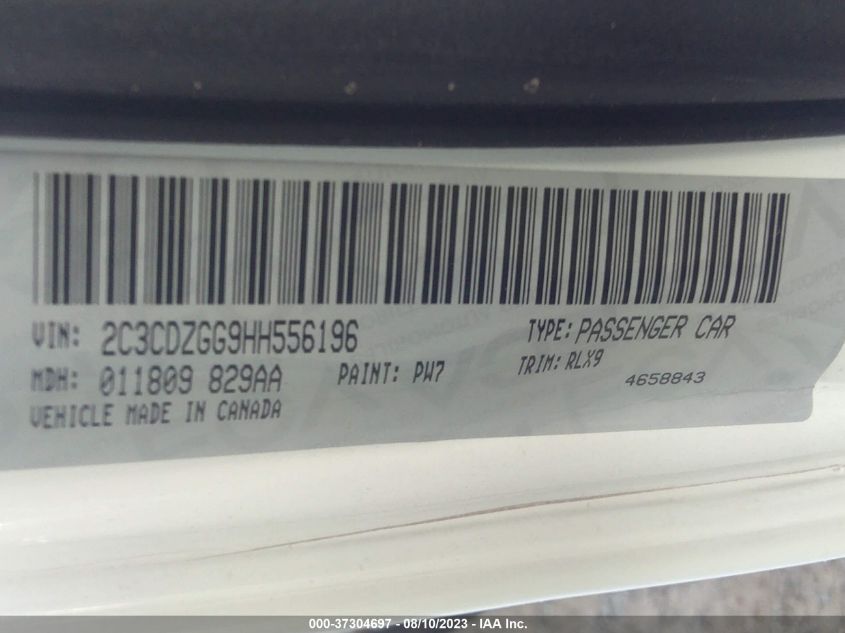 VIN: 2C3CDZGG9HH556196 TYPE: PASSENGER CAR
MDH: 011809 829AA PAINT: PW7 TRIM: RLX9
VEHICLE MADE IN CANADA 4658843
000-37304697 - 08/10/2023 - IAA Inc.